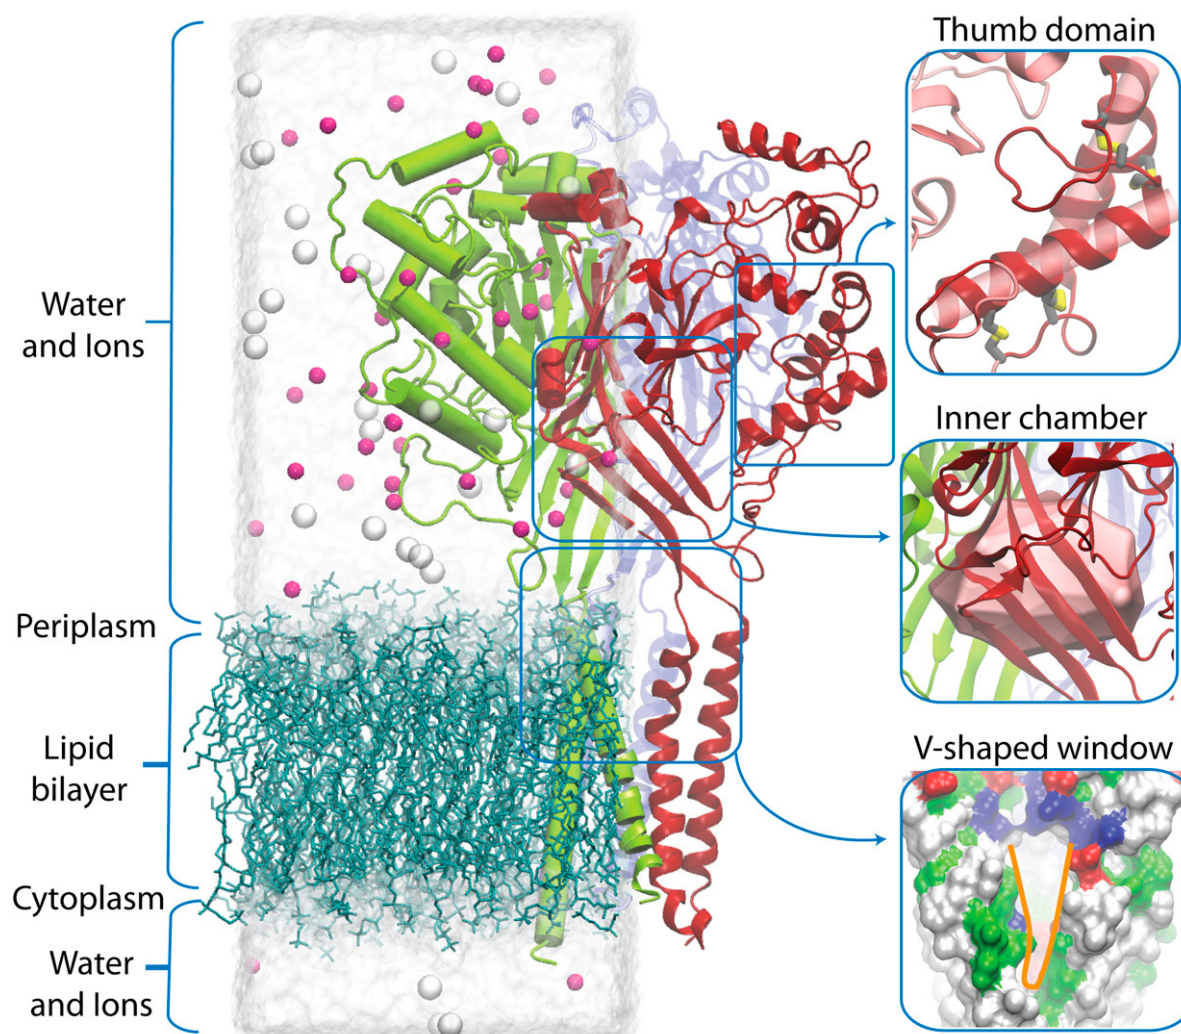 Thumb domain
Water
and Ions
Inner chamber
Periplasm
Lipid
bilayer
V-shaped window
Cytoplasm
Water
and Ions